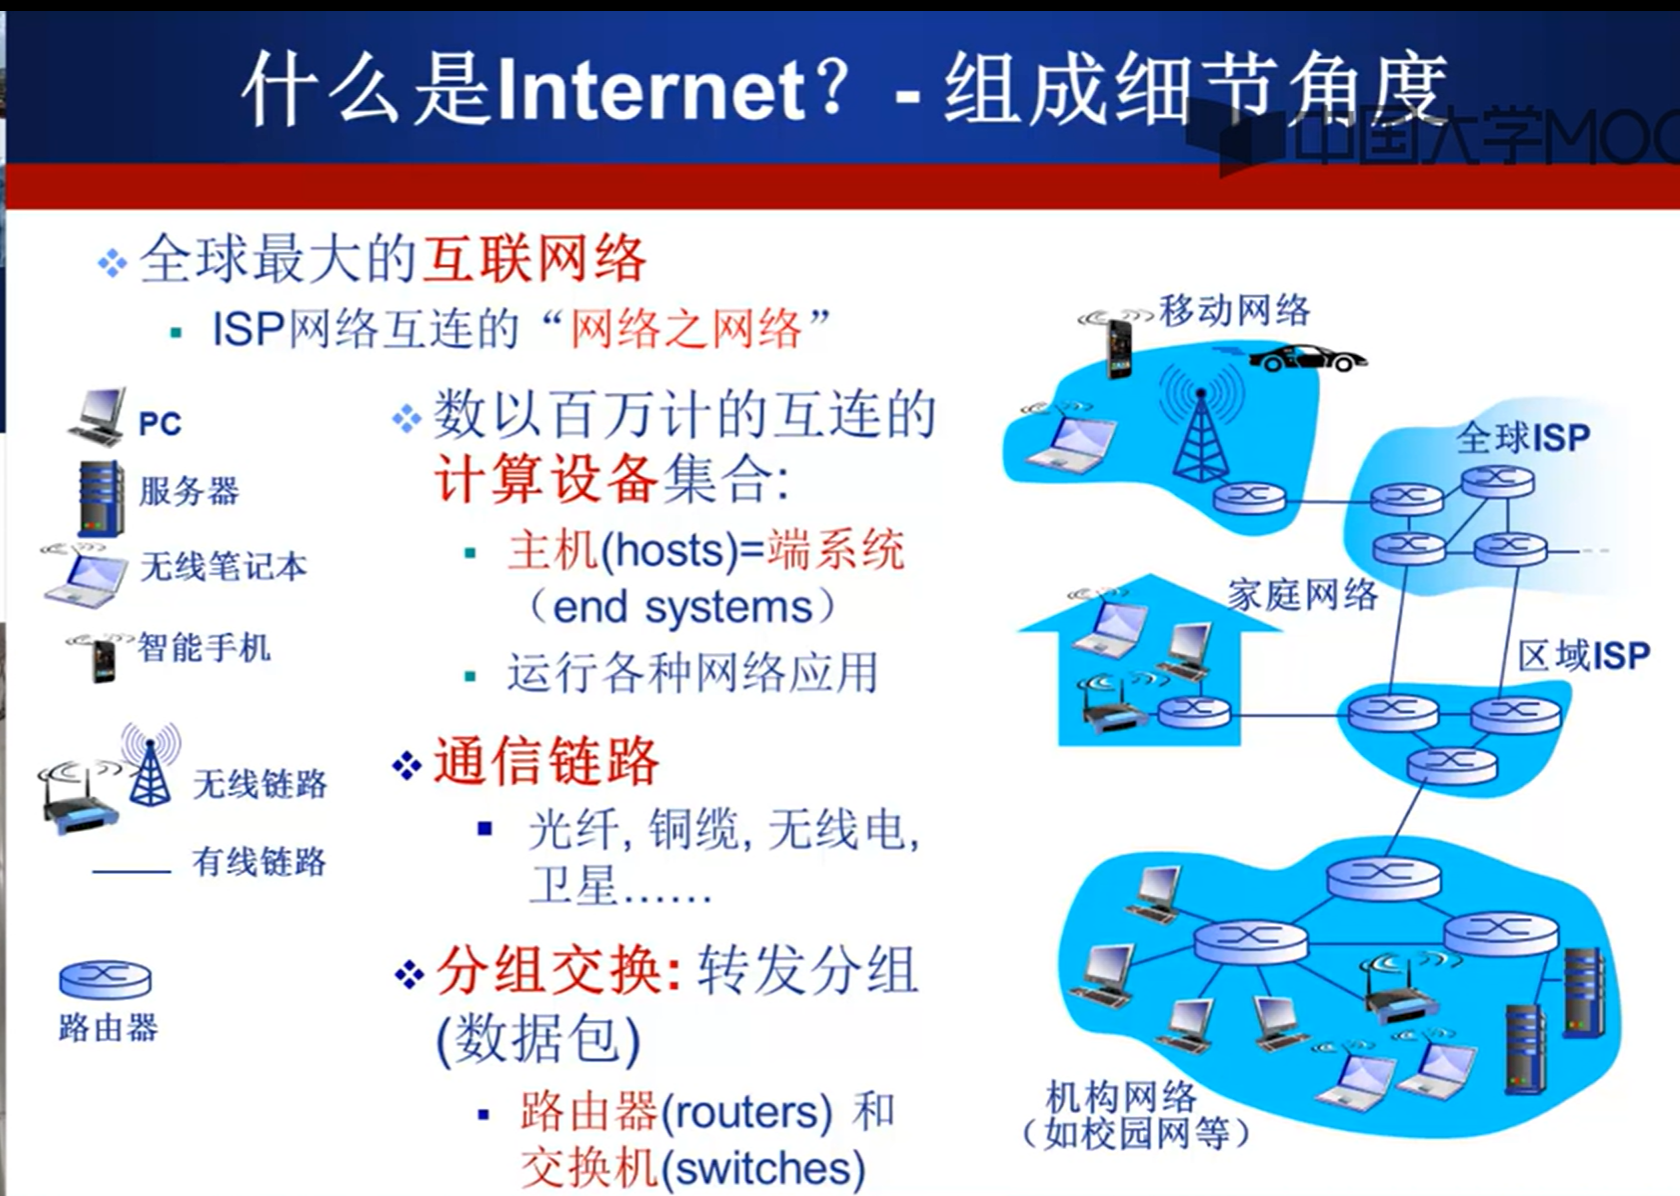 什么是Internet？- 组成细节角度
中国大学MOO
全球最大的互联网络
ISP网络互连的“网络之网络”
PC
服务器
无线笔记本
智能手机
无线链路
有线链路
路由器
数以百万计的互连的
计算设备集合:
主机(hosts)=端系统
（end systems）
运行各种网络应用
通信链路
光纤, 铜缆, 无线电,
卫星……
分组交换: 转发分组
(数据包)
路由器(routers) 和
交换机(switches)
移动网络
全球ISP
家庭网络
区域ISP
机构网络
（如校园网等）